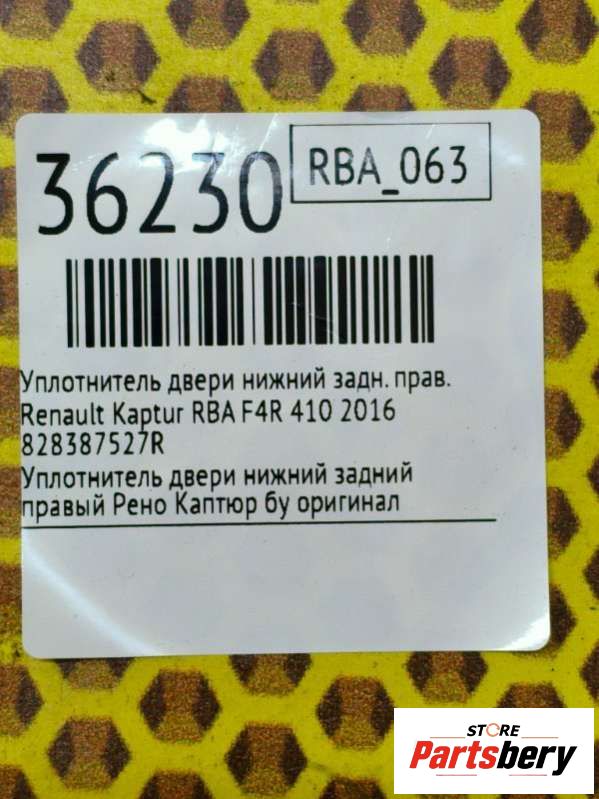 36230
RBA_063
Уплотнитель двери нижний задн. прав.
Renault Kaptur RBA F4R 410 2016
828387527R
Уплотнитель двери нижний задний
правый Рено Каптюр бу оригинал
STORE
Partsbery